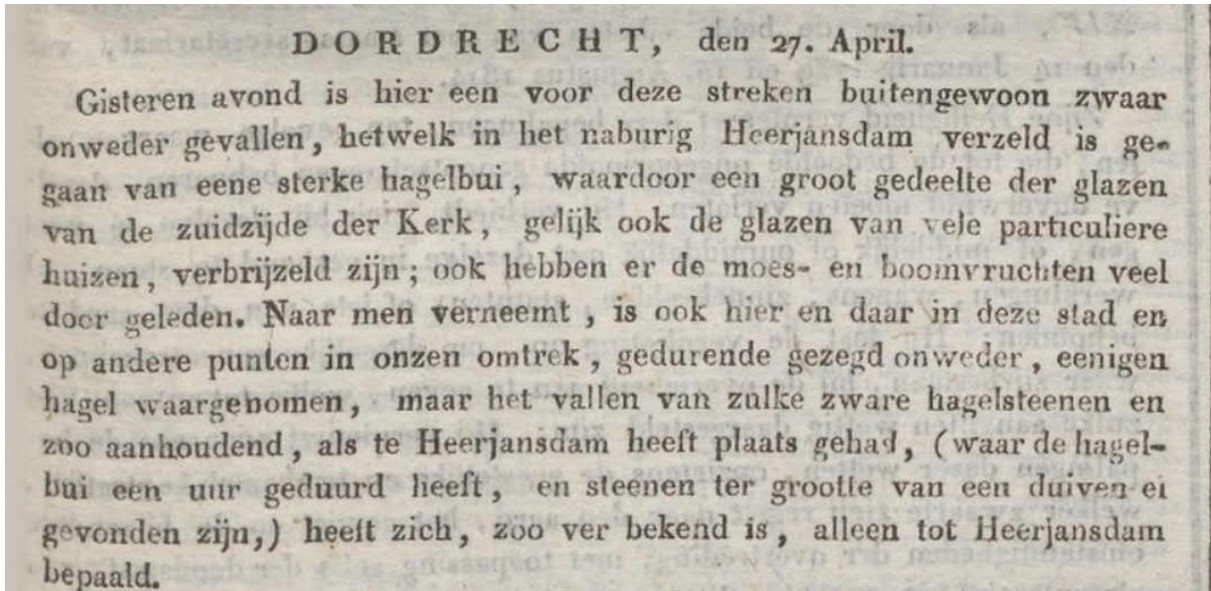 DORDRECHT, den 27. April.
Gisteren avond is hier een voor deze streken buitengewoon zwaar
onweder gevallen, hetwelk in het naburig Heerjansdam verzeld is ge-
gaan van eene sterke hagelbui, waardoor een groot gedeelte der glazen
van de zuidzijde der Kerk, gelijk ook de glazen van vele particuliere
huizen, verbrijzeld zijn; ook hebben er de moes- en boomvruchten veel
door geleden. Naar men verneemt, is ook hier en daar in deze stad en
op andere punten in onzen omtrek, gedurende gezegd onweder, eenigen
hagel waargenomen, maar het vallen van zulke zware hagelsteenen en
zoo aanhoudend, als te Heerjansdam heeft plaats gehad, (waar de hagel-
bui een uur geduurd heeft, en steenen ter grootte van een duiven-ei
gevonden zijn,) heeft zich, zoo ver bekend is, alleen tot Heerjansdam
bepaald.